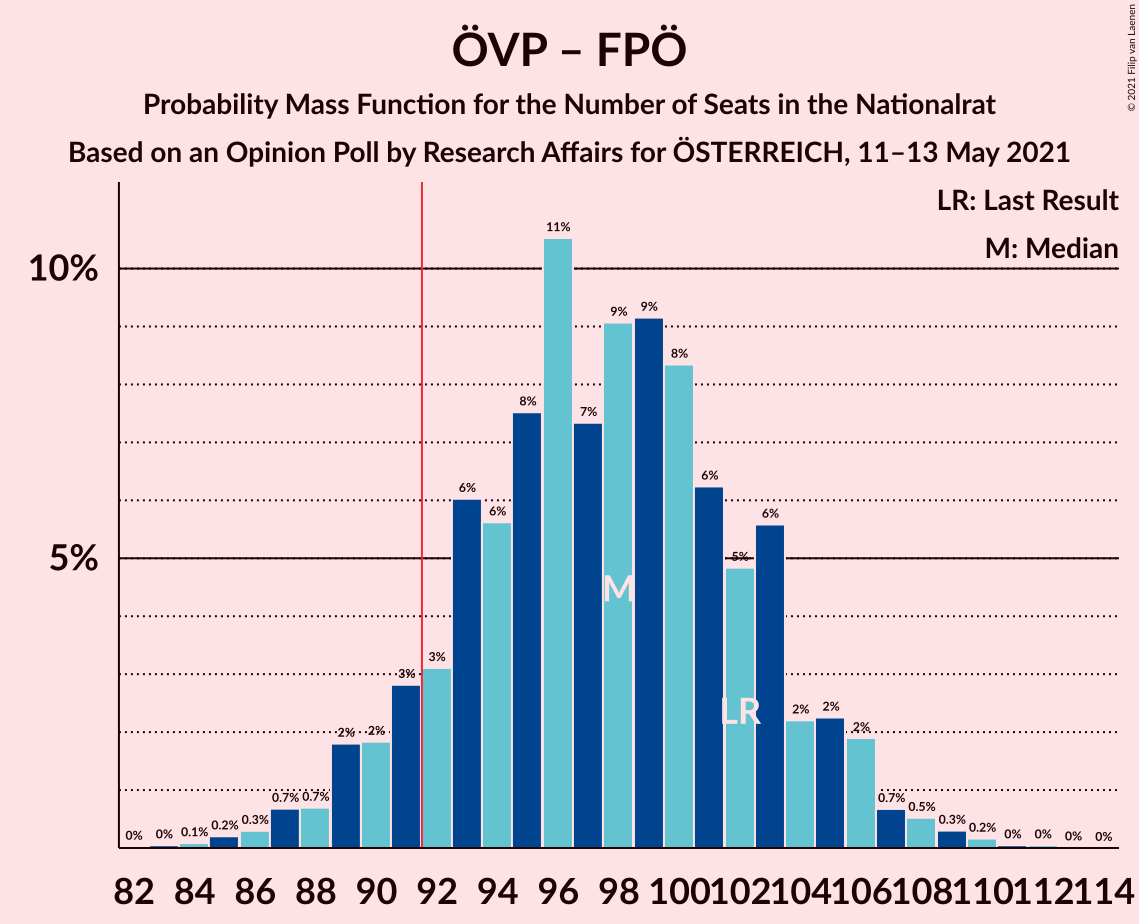 ÖVP – FPÖ
Probability Mass Function for the Number of Seats in the Nationalrat
Based on an Opinion Poll by Research Affairs for ÖSTERREICH, 11–13 May 2021
© 2021 Filip van Laenen
LR: Last Result
M: Median
10%
5%
0% 0% 0.1% 0.2% 0.3% 0.7% 0.7% 2% 2% 3% 3% 6% 6% 8% 11% 7% 9% 9% 8% 6% 5% 6% 2% 2% 2% 0.7% 0.5% 0.3% 0.2% 0% 0% 0% 0%
M
LR
82 84 86 88 90 92 94 96 98 100 102 104 106 108 110 112 114